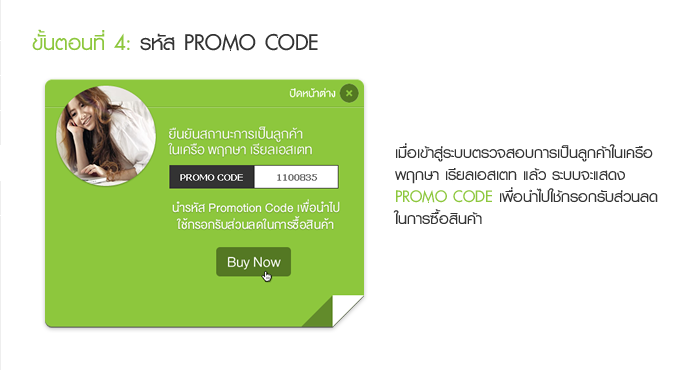 ขั้นตอนที่ 4: รหัส PROMO CODE
ปิดหน้าต่าง ×
ยืนยันสถานะการเป็นลูกค้า
ในเครือ พฤกษา เรียลเอสเตท
PROMO CODE 1100835
นำรหัส Promotion Code เพื่อนำไป
ใช้กรอกรับส่วนลดในการซื้อสินค้า
Buy Now
เมื่อเข้าสู่ระบบตรวจสอบการเป็นลูกค้าในเครือ
พฤกษา เรียลเอสเตท แล้ว ระบบจะแสดง
PROMO CODE เพื่อนำไปใช้กรอกรับส่วนลด
ในการซื้อสินค้า